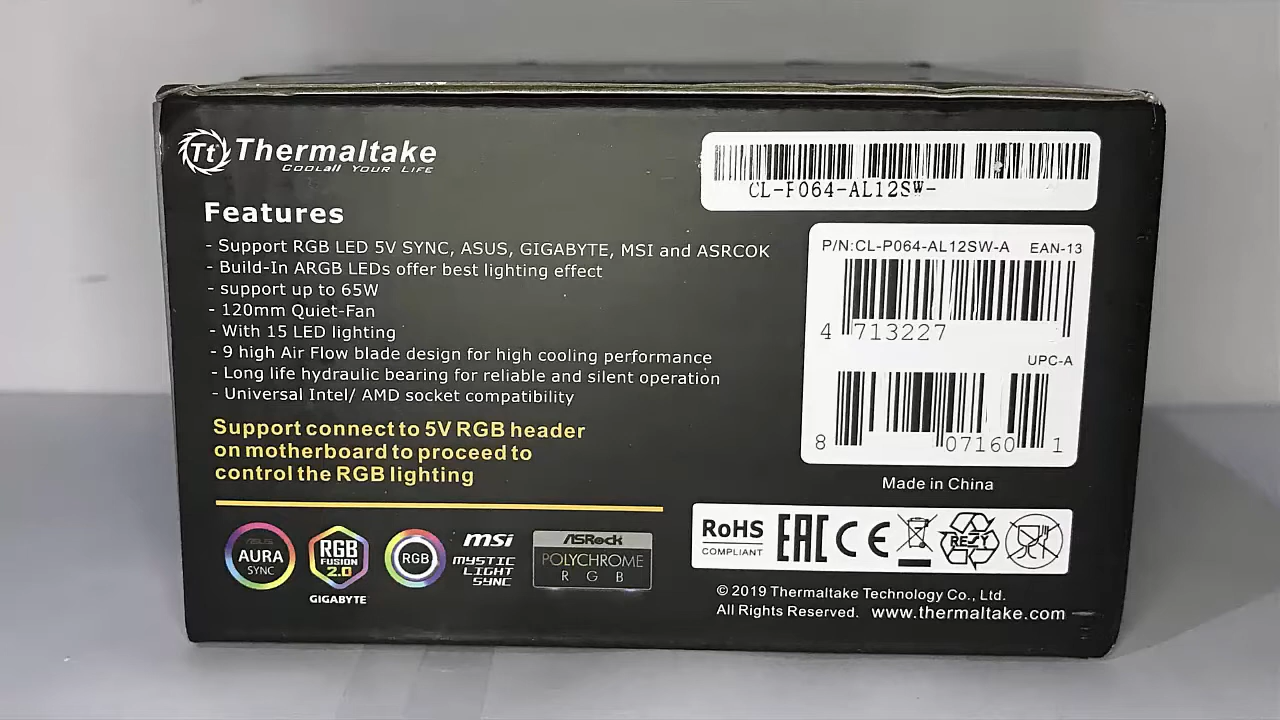 Tt Thermaltake
COOLall YOUR LIFE
Features
- Support RGB LED 5V SYNC, ASUS, GIGABYTE, MSI and ASRCOK
- Build-In ARGB LEDs offer best lighting effect
- support up to 65W
- 120mm Quiet-Fan
- With 15 LED lighting
- 9 high Air Flow blade design for high cooling performance
- Long life hydraulic bearing for reliable and silent operation
- Universal Intel/ AMD socket compatibility
Support connect to 5V RGB header
on motherboard to proceed to
control the RGB lighting
ASUS
AURA
SYNC
RGB
FUSION
2.0
GIGABYTE
RGB
msi
MYSTIC
LIGHT
SYNC
ASRock
POLYCHROME
R G B
CL-P064-AL12SW-
P/N:CL-P064-AL12SW-A EAN-13
4 713227
UPC-A
8 07160 1
Made in China
RoHS
COMPLIANT
EAC CE
REZY
© 2019 Thermaltake Technology Co., Ltd.
All Rights Reserved. www.thermaltake.com